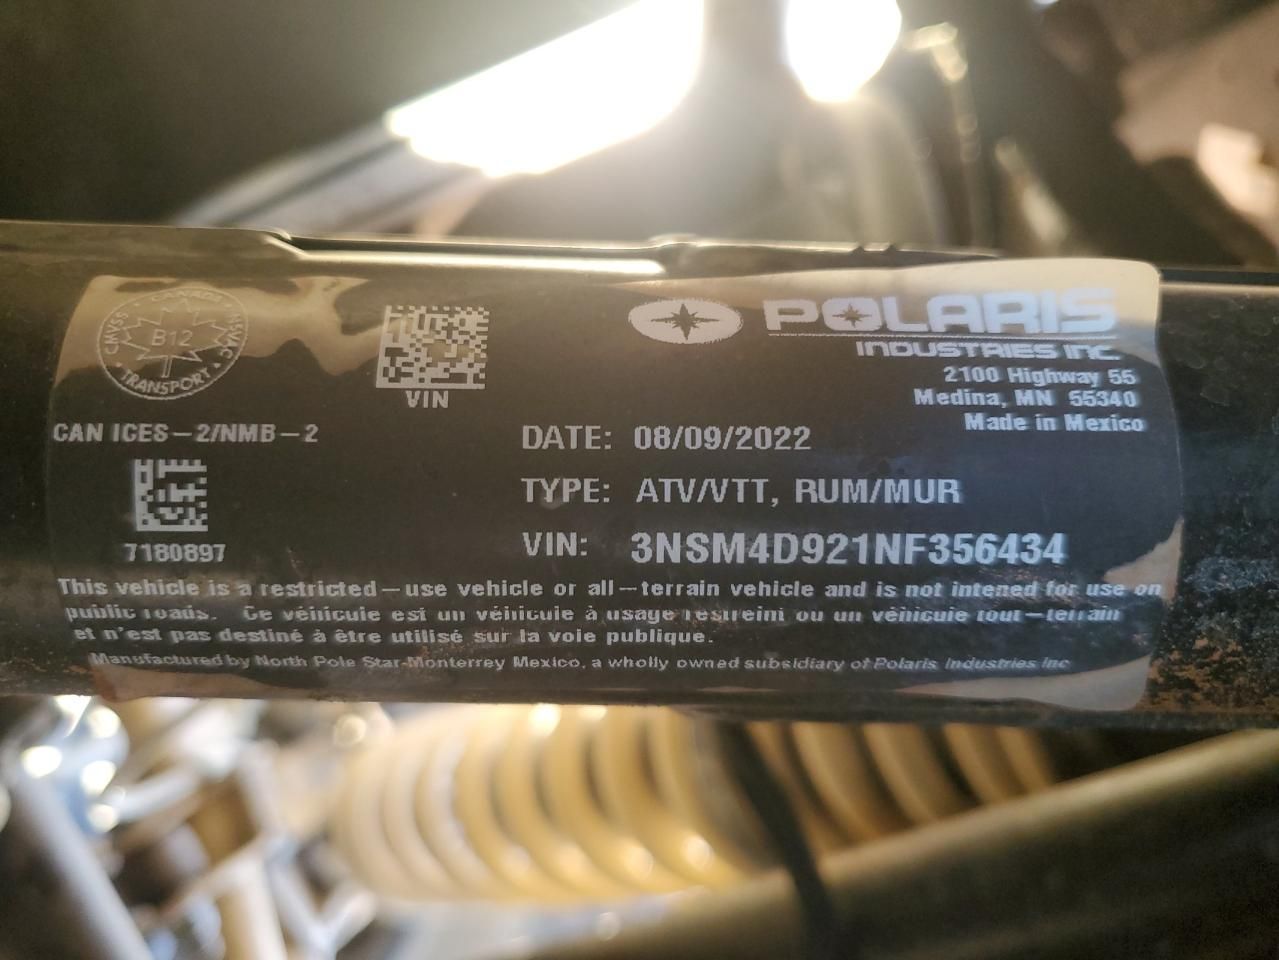 CANADA
CMVSS NSVAC
B12
TRANSPORT
VIN
POLARIS
INDUSTRIES INC.
2100 Highway 55
Medina, MN 55340
Made in Mexico
CAN ICES-2/NMB-2
DATE: 08/09/2022
TYPE: ATV/VTT, RUM/MUR
7180897
VIN: 3NSM4D921NF356434
This vehicle is a restricted-use vehicle or all-terrain vehicle and is not intended for use on
public roads. Ce véhicule est un véhicule à usage restreint ou un véhicule tout-terrain
et n'est pas destiné à être utilisé sur la voie publique.
Manufactured by North Pole Star-Monterrey Mexico, a wholly owned subsidiary of Polaris Industries Inc